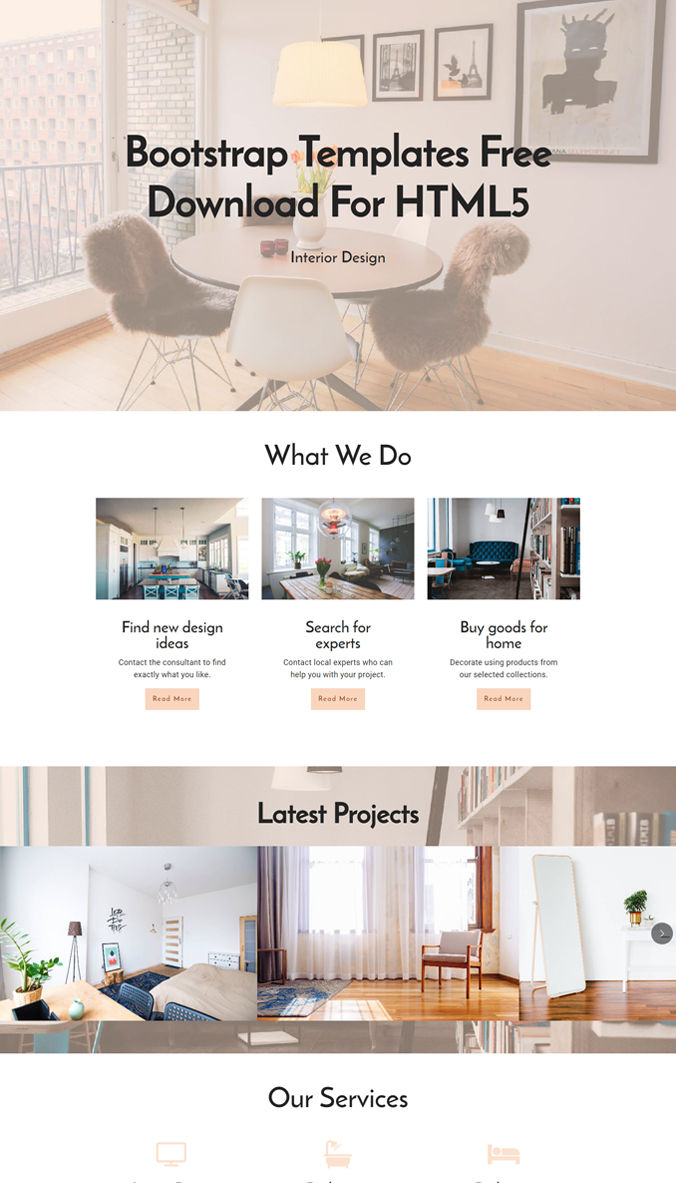 Bootstrap Templates Free
Download For HTML5
Interior Design
What We Do
Find new design
ideas
Search for
experts
Buy goods for
home
Contact the consultant to find
exactly what you like.
Contact local experts who can
help you with your project.
Decorate using products from
our selected collections.
Read More
Read More
Read More
Latest Projects
Our Services